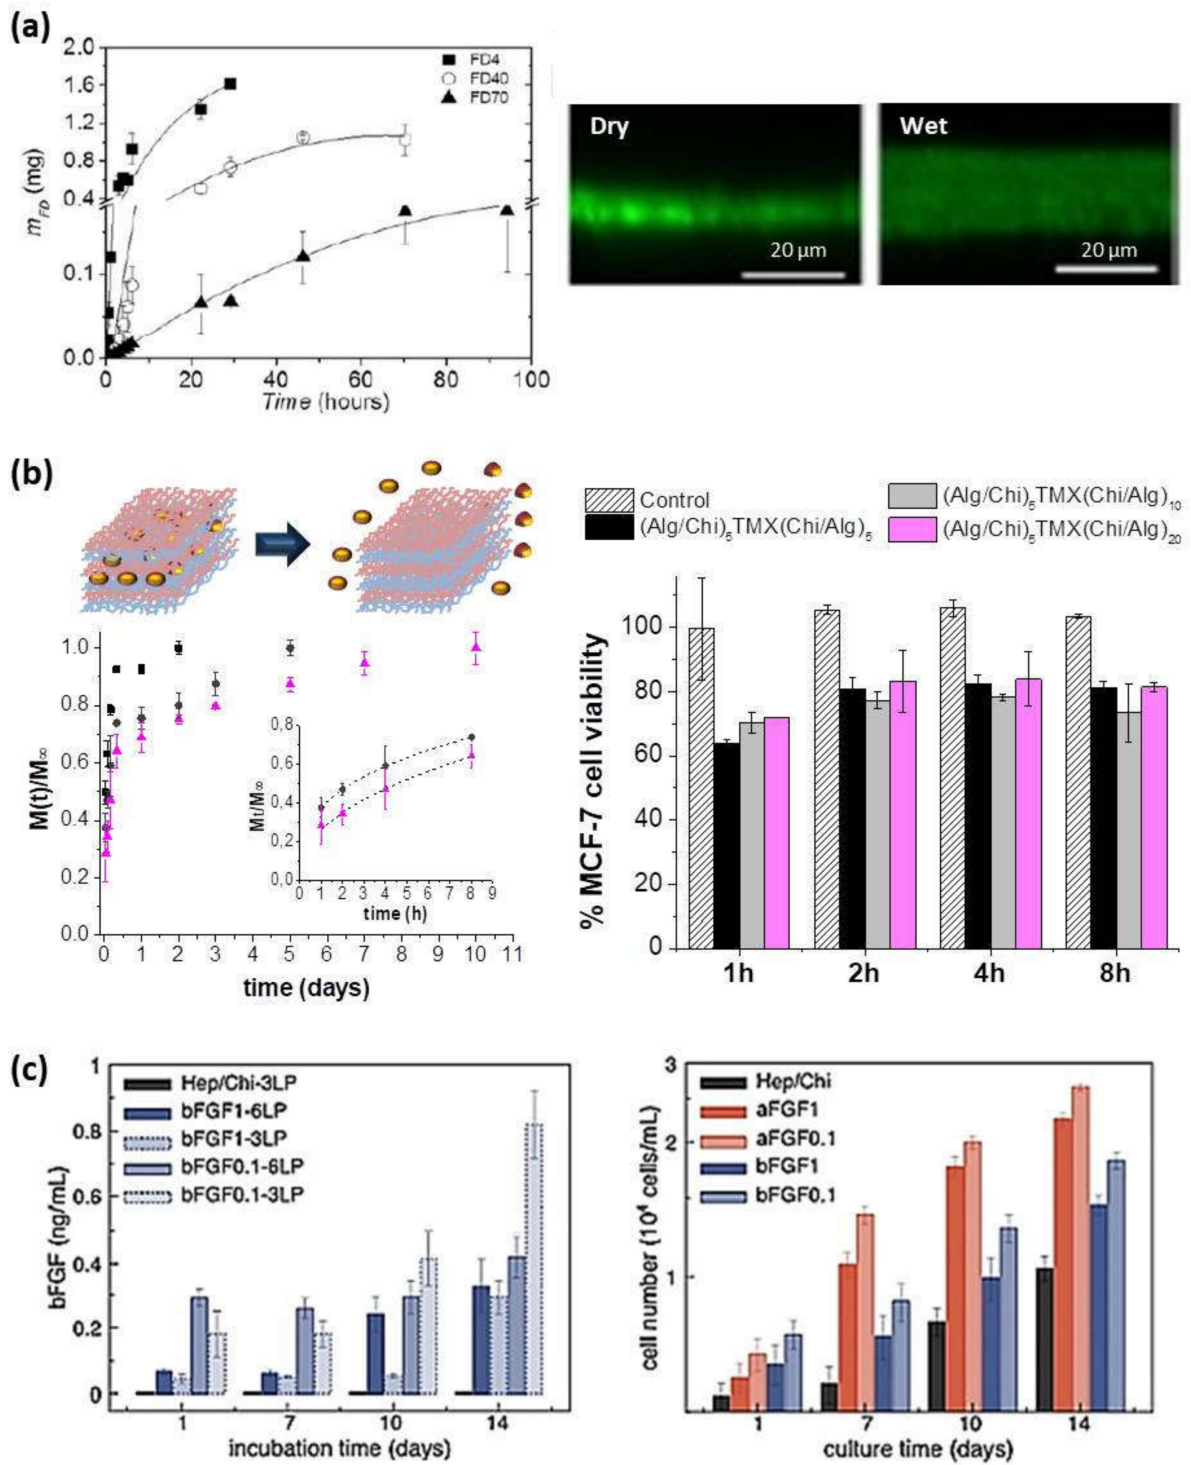 (a)
2.0
1.6
1.2
0.8
0.4
0.1
0.0
m_FD (mg)
FD4
FD40
FD70
0 20 40 60 80 100
Time (hours)
Dry
20 µm
Wet
20 µm
(b)
1.0
0.8
0.6
0.4
0.2
0.0
M(t)/M∞
0 1 2 3 4 5 6 7 8 9 10 11
time (days)
0,8
0,6
0,4
0,2
0,0
Mt/M∞
0 1 2 3 4 5 6 7 8 9
time (h)
Control
(Alg/Chi)5TMX(Chi/Alg)5
(Alg/Chi)5TMX(Chi/Alg)10
(Alg/Chi)5TMX(Chi/Alg)20
100
80
60
40
20
0
% MCF-7 cell viability
1h 2h 4h 8h
(c)
1
0.8
0.6
0.4
0.2
0
bFGF (ng/mL)
Hep/Chi-3LP
bFGF1-6LP
bFGF1-3LP
bFGF0.1-6LP
bFGF0.1-3LP
1 7 10 14
incubation time (days)
3
2
1
cell number (10⁴ cells/mL)
Hep/Chi
aFGF1
aFGF0.1
bFGF1
bFGF0.1
1 7 10 14
culture time (days)